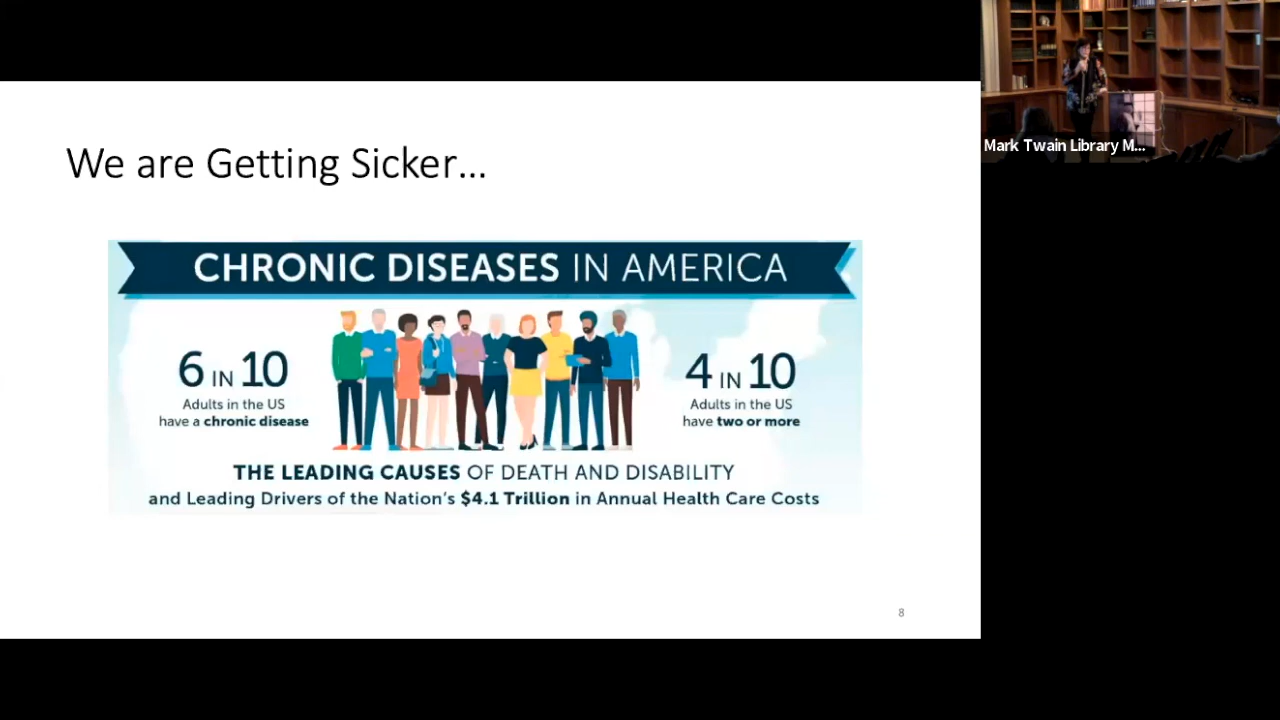 We are Getting Sicker...
CHRONIC DISEASES IN AMERICA
6 IN 10
Adults in the US
have a chronic disease
4 IN 10
Adults in the US
have two or more
THE LEADING CAUSES OF DEATH AND DISABILITY
and Leading Drivers of the Nation's $4.1 Trillion in Annual Health Care Costs
8
Mark Twain Library M...